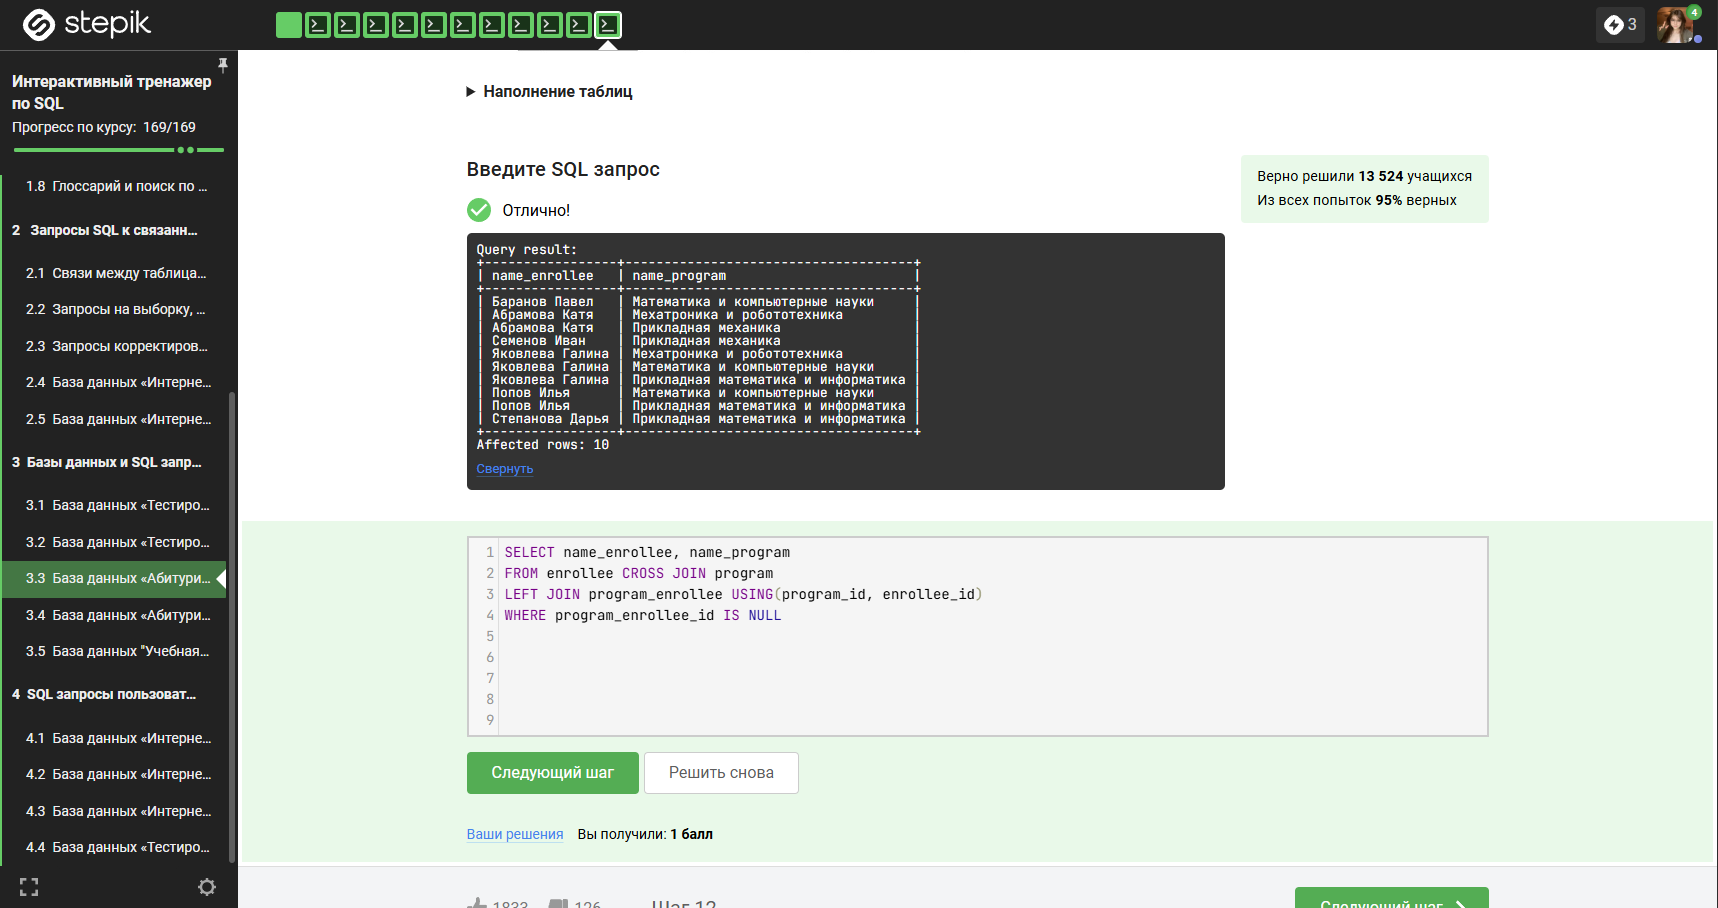 stepik
3
4
Интерактивный тренажер
по SQL
Прогресс по курсу: 169/169
1.8 Глоссарий и поиск по ...
2 Запросы SQL к связанн...
2.1 Связи между таблица...
2.2 Запросы на выборку, ...
2.3 Запросы корректиров...
2.4 База данных «Интерне...
2.5 База данных «Интерне...
3 Базы данных и SQL запр...
3.1 База данных «Тестиро...
3.2 База данных «Тестиро...
3.3 База данных «Абитури...
3.4 База данных «Абитури...
3.5 База данных "Учебная...
4 SQL запросы пользоват...
4.1 База данных «Интерне...
4.2 База данных «Интерне...
4.3 База данных «Интерне...
4.4 База данных «Тестиро...
Наполнение таблиц
Введите SQL запрос
Отлично!
Верно решили 13 524 учащихся
Из всех попыток 95% верных
Query result:
+-----------------+-------------------------------------+
| name_enrollee | name_program |
+-----------------+-------------------------------------+
| Баранов Павел | Математика и компьютерные науки |
| Абрамова Катя | Мехатроника и робототехника |
| Абрамова Катя | Прикладная механика |
| Семенов Иван | Прикладная механика |
| Яковлева Галина | Мехатроника и робототехника |
| Яковлева Галина | Математика и компьютерные науки |
| Яковлева Галина | Прикладная математика и информатика |
| Попов Илья | Математика и компьютерные науки |
| Попов Илья | Прикладная математика и информатика |
| Степанова Дарья | Прикладная математика и информатика |
+-----------------+-------------------------------------+
Affected rows: 10
Свернуть
1 SELECT name_enrollee, name_program
2 FROM enrollee CROSS JOIN program
3 LEFT JOIN program_enrollee USING(program_id, enrollee_id)
4 WHERE program_enrollee_id IS NULL
5
6
7
8
9
Следующий шаг
Решить снова
Ваши решения Вы получили: 1 балл
1833 126 Шаг 12
Следующий шаг